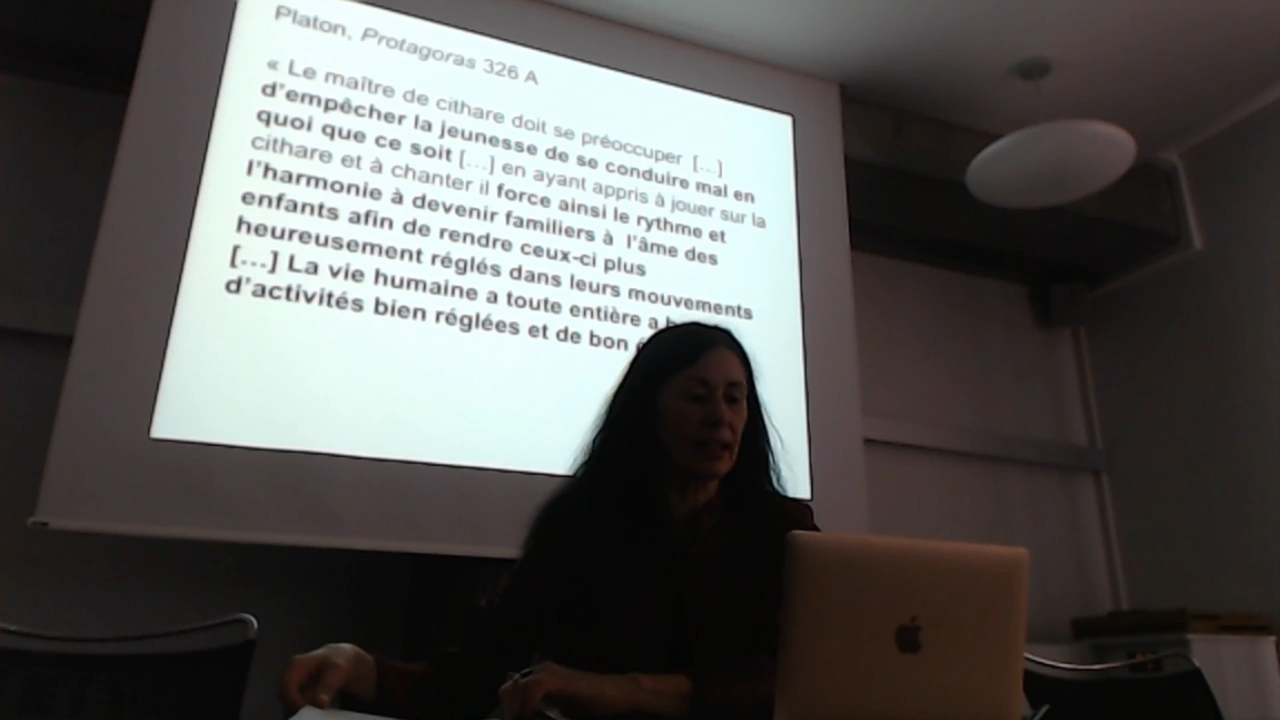 Platon, Protagoras 326 A
« Le maître de cithare doit se préoccuper […]
d’empêcher la jeunesse de se conduire mal en
quoi que ce soit […] en ayant appris à jouer sur la
cithare et à chanter il force ainsi le rythme et
l’harmonie à devenir familiers à l’âme des
enfants afin de rendre ceux-ci plus
heureusement réglés dans leurs mouvements
[…] La vie humaine a toute entière a
d’activités bien réglées et de bon